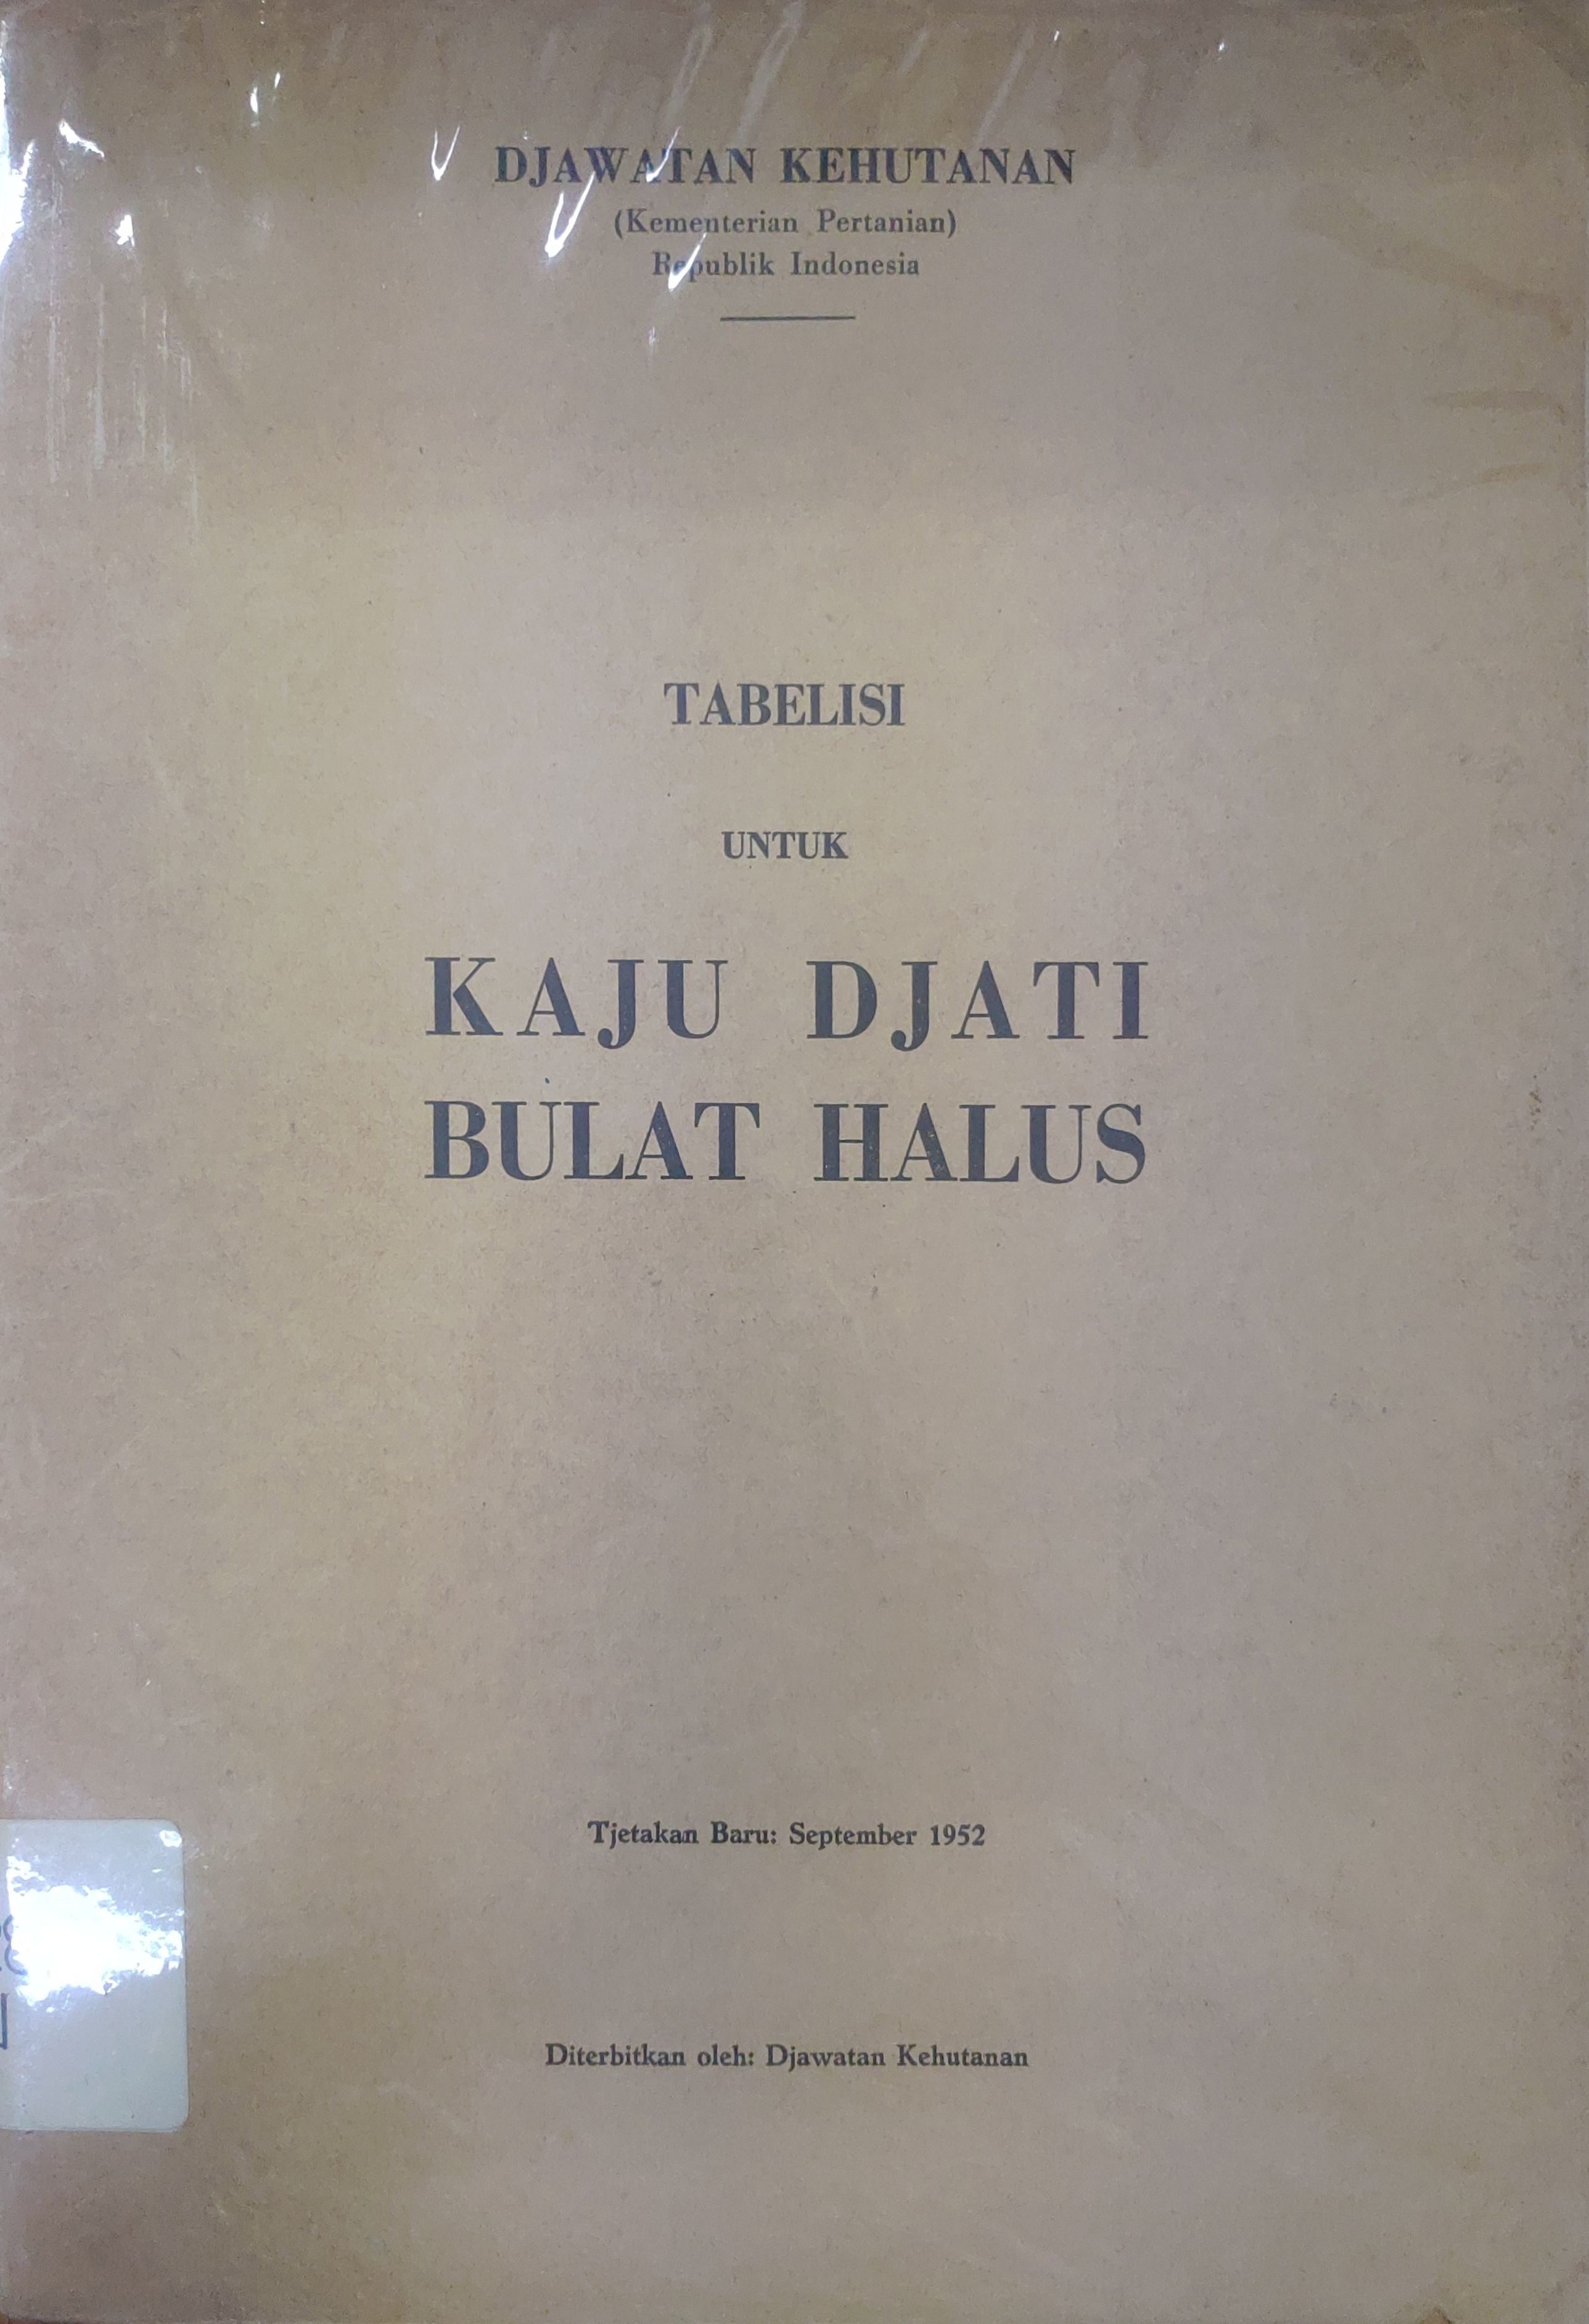 DJAWATAN KEHUTANAN
(Kementerian Pertanian)
Republik Indonesia
TABELISI
UNTUK
KAJU DJATI
BULAT HALUS
Tjetakan Baru: September 1952
Diterbitkan oleh: Djawatan Kehutanan